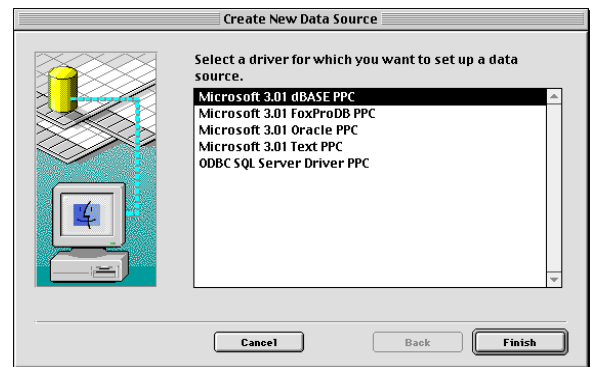 Create New Data Source
Select a driver for which you want to set up a data
source.
Microsoft 3.01 dBASE PPC
Microsoft 3.01 FoxProDB PPC
Microsoft 3.01 Oracle PPC
Microsoft 3.01 Text PPC
ODBC SQL Server Driver PPC
Cancel
Back
Finish